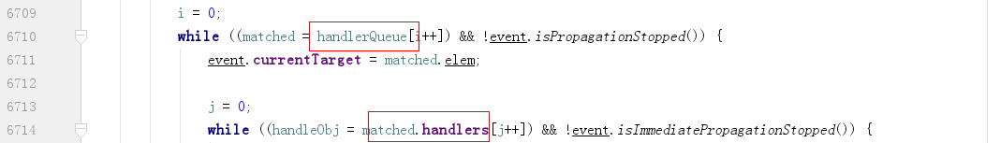 6709 i = 0;
6710 while ((matched = handlerQueue[i++]) && !event.isPropagationStopped()) {
6711 event.currentTarget = matched.elem;
6712
6713 j = 0;
6714 while ((handleObj = matched.handlers[j++]) && !event.isImmediatePropagationStopped()) {